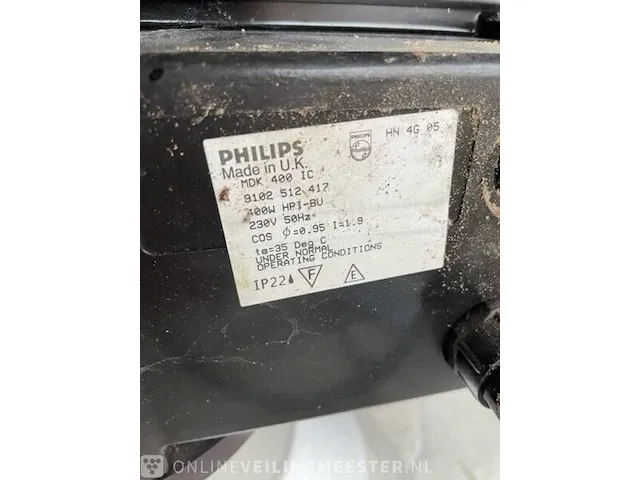 PHILIPS
Made in U.K.
HN 4G 05
MDK 400 IC
9102 512 417
400W HPI-BU
230V 50Hz
COS ϕ=0.95 I=1.9
ta=35 Deg C
UNDER NORMAL
OPERATING CONDITIONS
IP22 F E
ONLINEVEILINGMEESTER.NL